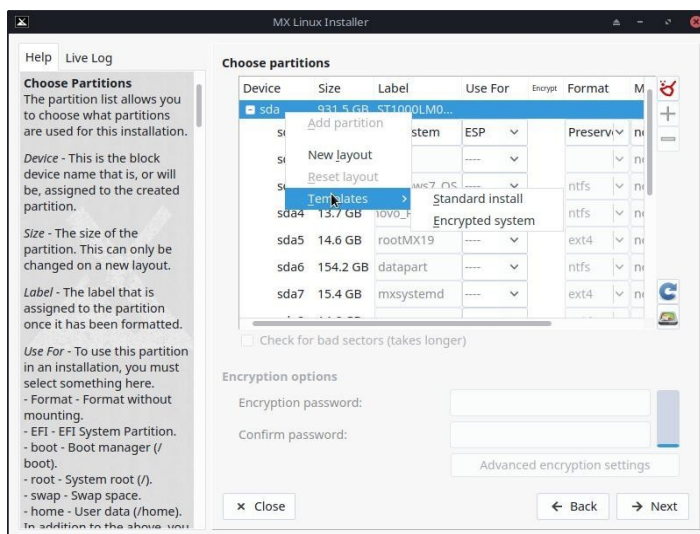 MX Linux Installer
Help Live Log
Choose Partitions
The partition list allows you
to choose what partitions
are used for this installation.
Device - This is the block
device name that is, or will
be, assigned to the created
partition.
Size - The size of the
partition. This can only be
changed on a new layout.
Label - The label that is
assigned to the partition
once it has been formatted.
Use For - To use this partition
in an installation, you must
select something here.
- Format - Format without
mounting.
- EFI - EFI System Partition.
- boot - Boot manager (/
boot).
- root - System root (/).
- swap - Swap space.
- home - User data (/home).
In addition to the above, you
Choose partitions
Device Size Label Use For Encrypt Format M
sda 931.5 GB ST1000LM0...
Add partition
stem ESP Preserv
New layout
Reset layout
ws7_OS ---- ntfs
Templates
Standard install
Encrypted system
sda4 13.7 GB ntfs
sda5 14.6 GB rootMX19 ---- ext4
sda6 154.2 GB datapart ---- ntfs
sda7 15.4 GB mxsystemd ---- ext4
Check for bad sectors (takes longer)
Encryption options
Encryption password:
Confirm password:
Advanced encryption settings
Close Back Next